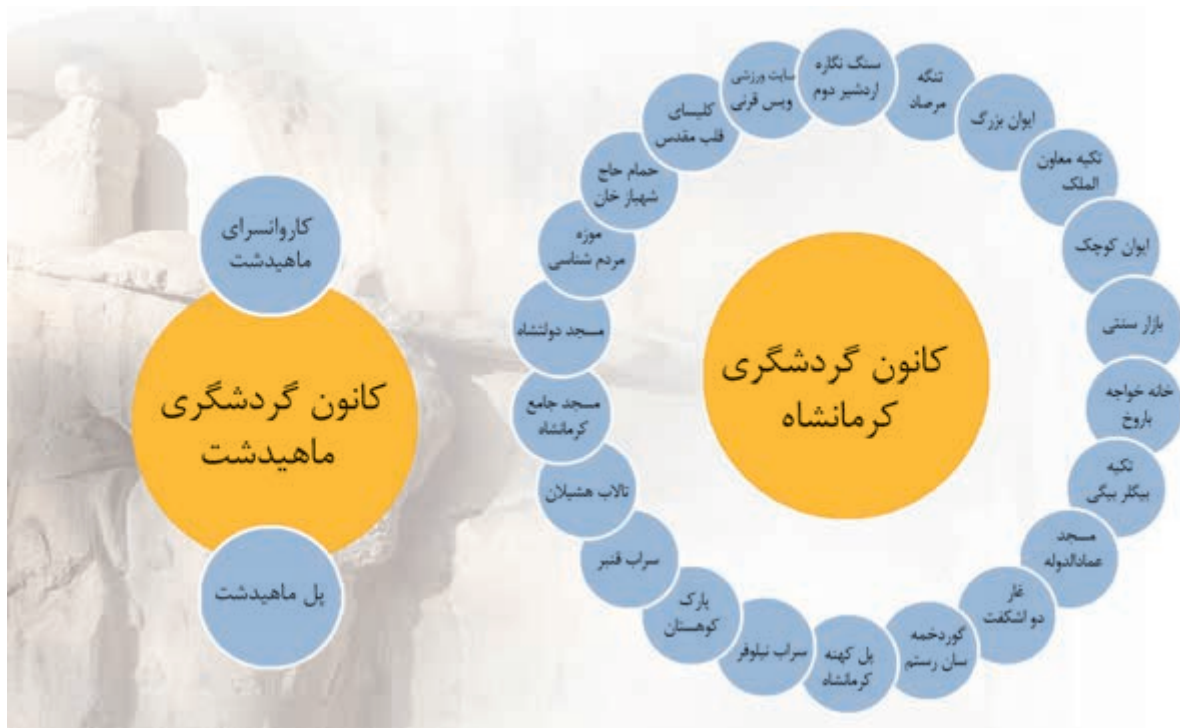 کانون گردشگری
کرمانشاه
سنگ نگاره
اردشیر دوم
تنگه
مرصاد
ایوان بزرگ
تکیه معاون
الملک
ایوان کوچک
بازار سنتی
خانه خواجه
باروخ
تکیه
بیگلر بیگی
مسجد
عمادالدوله
غار
دو اشکفت
گوردخمه
سان رستم
پل کهنه
کرمانشاه
سراب نیلوفر
پارک
کوهستان
سراب قنبر
تالاب هشیلان
مسجد جامع
کرمانشاه
مسجد دولتشاه
موزه
مردم شناسی
حمام حاج
شهباز خان
کلیسای
قلب مقدس
سایت ورزشی
ویس قرنی
کاروانسرای
ماهیدشت
کانون گردشگری
ماهیدشت
پل ماهیدشت